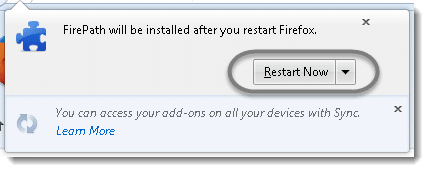 FirePath will be installed after you restart Firefox.
Restart Now
You can access your add-ons on all your devices with Sync.
Learn More